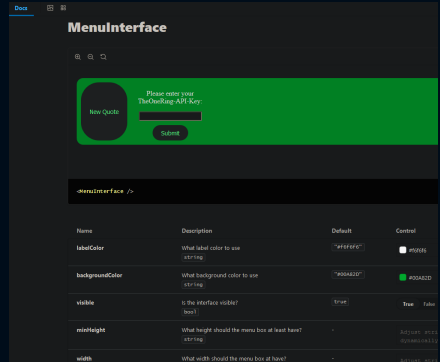 Docs
MenuInterface
Please enter your
TheOneRing-API-Key:
New Quote
Submit
<MenuInterface />
Name Description Default Control
labelColor What label color to use "#f6f6f6" #f6f6f6
string
backgroundColor What background color to use "#00A82D" #00A82D
string
visible Is the interface visible? true True False
bool
minHeight What height should the menu box at least have? -
string
width What width should the menu box have? -